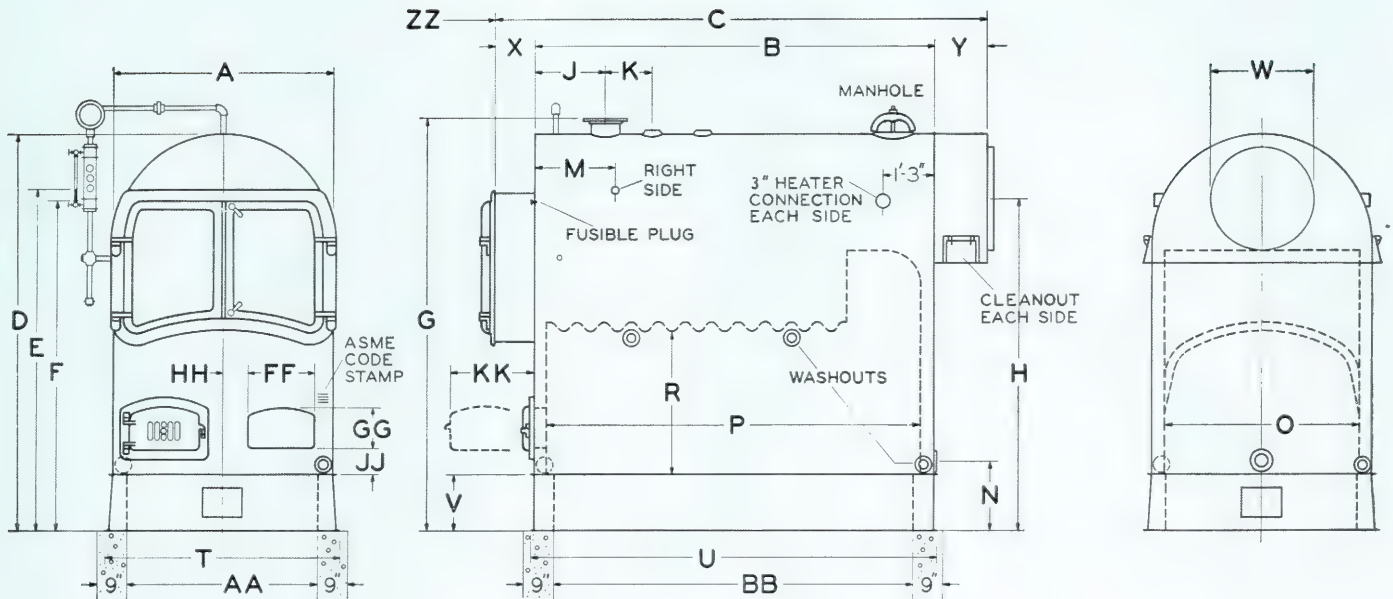 ZZ
C
X
B
Y
A
J
K
MANHOLE
W
M
RIGHT
SIDE
1'-3"
3" HEATER
CONNECTION
EACH SIDE
FUSIBLE PLUG
D
E
F
G
H
CLEANOUT
EACH SIDE
ASME
CODE
STAMP
HH
FF
KK
WASHOUTS
R
GG
P
O
JJ
V
N
T
U
9"
AA
9"
9"
BB
9"